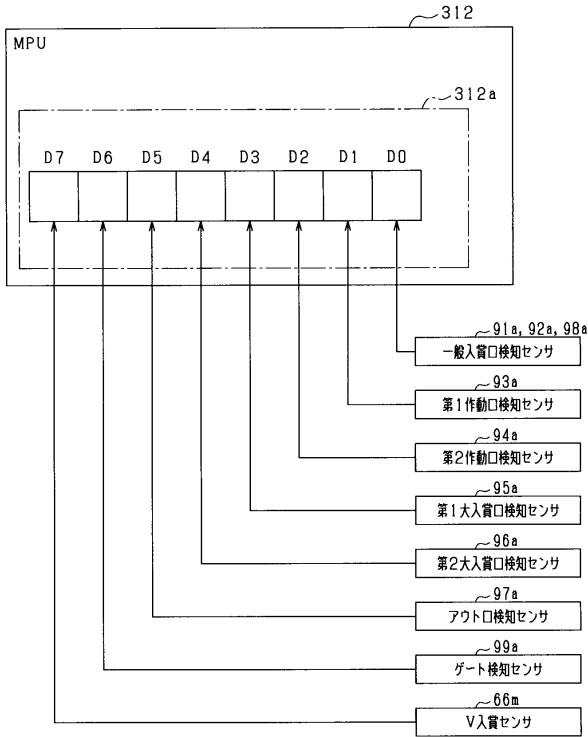 312
MPU
312a
D7 D6 D5 D4 D3 D2 D1 D0
91a, 92a, 98a
一般入賞口検知センサ
93a
第1作動口検知センサ
94a
第2作動口検知センサ
95a
第1大入賞口検知センサ
96a
第2大入賞口検知センサ
97a
アウト口検知センサ
99a
ゲート検知センサ
66m
V入賞センサ